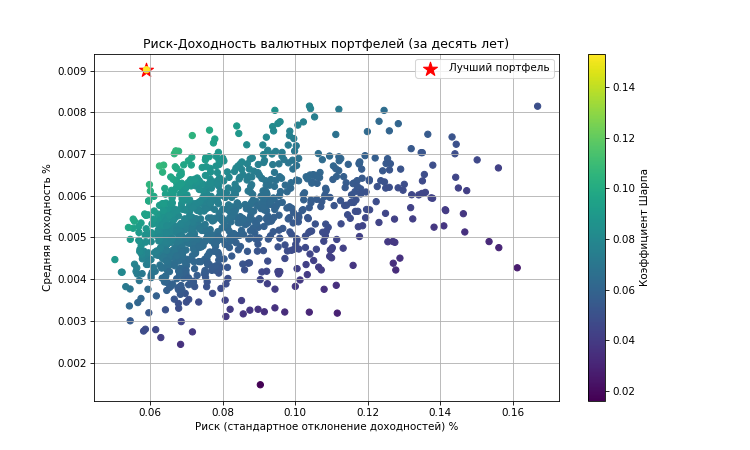 Риск-Доходность валютных портфелей (за десять лет)
Лучший портфель
Средняя доходность %
0.009
0.008
0.007
0.006
0.005
0.004
0.003
0.002
0.06 0.08 0.10 0.12 0.14 0.16
Риск (стандартное отклонение доходностей) %
0.14
0.12
0.10
0.08
0.06
0.04
0.02
Коэффициент Шарпа